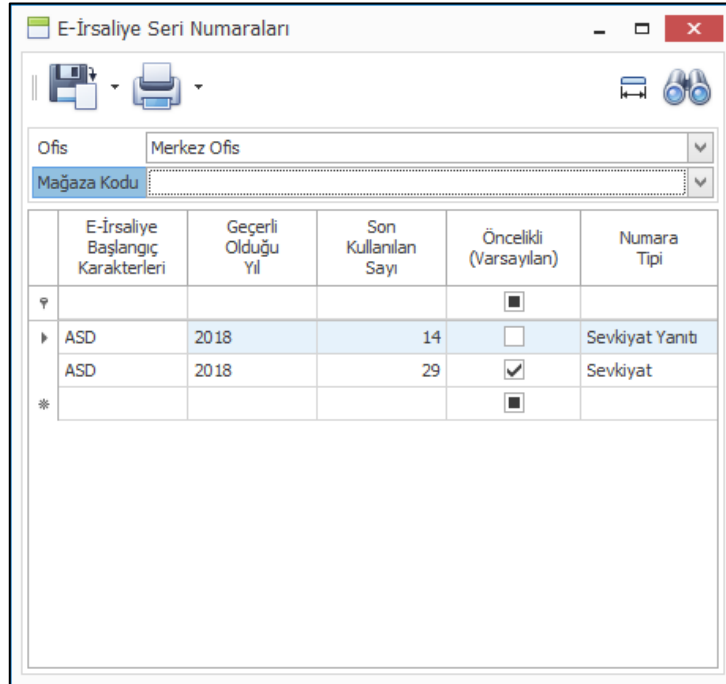 E-İrsaliye Seri Numaraları
Ofis Merkez Ofis
Mağaza Kodu
E-İrsaliye Başlangıç Karakterleri Geçerli Olduğu Yıl Son Kullanılan Sayı Öncelikli (Varsayılan) Numara Tipi
ASD 2018 14 Sevkiyat Yanıtı
ASD 2018 29 Sevkiyat